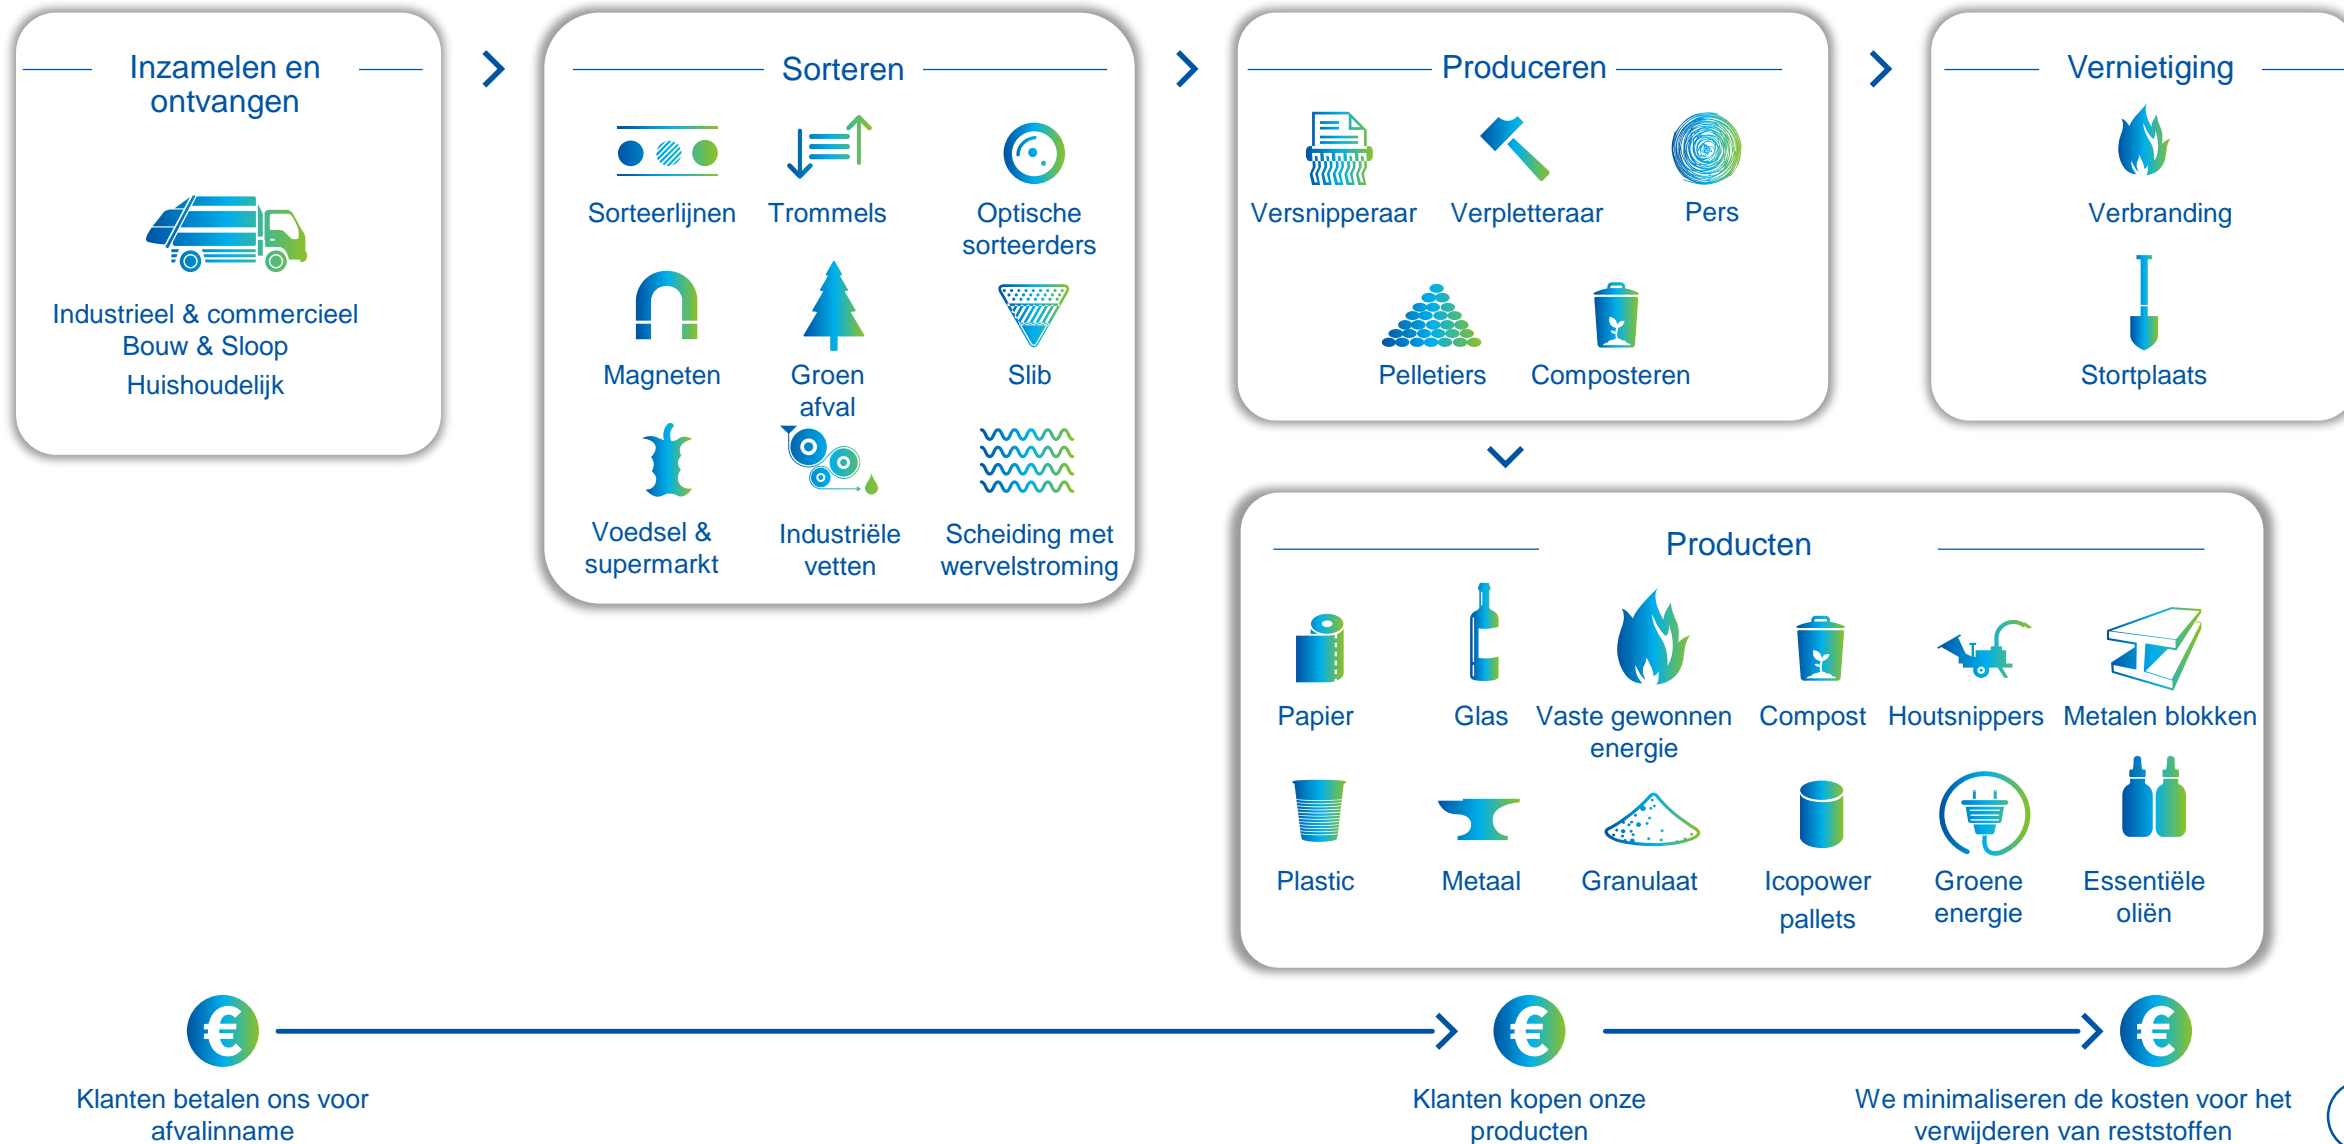 Inzamelen en
ontvangen
Industrieel & commercieel
Bouw & Sloop
Huishoudelijk
Sorteren
Sorteerlijnen
Trommels
Optische
sorteerders
Magneten
Groen
afval
Slib
Voedsel &
supermarkt
Industriële
vetten
Scheiding met
wervelstroming
Produceren
Versnipperaar
Verpletteraar
Pers
Pelletiers
Composteren
Vernietiging
Verbranding
Stortplaats
Producten
Papier
Glas
Vaste gewonnen
energie
Compost
Houtsnippers
Metalen blokken
Plastic
Metaal
Granulaat
Icopower
pallets
Groene
energie
Essentiële
oliën
€
€
€
Klanten betalen ons voor
afvalinname
Klanten kopen onze
producten
We minimaliseren de kosten voor het
verwijderen van reststoffen